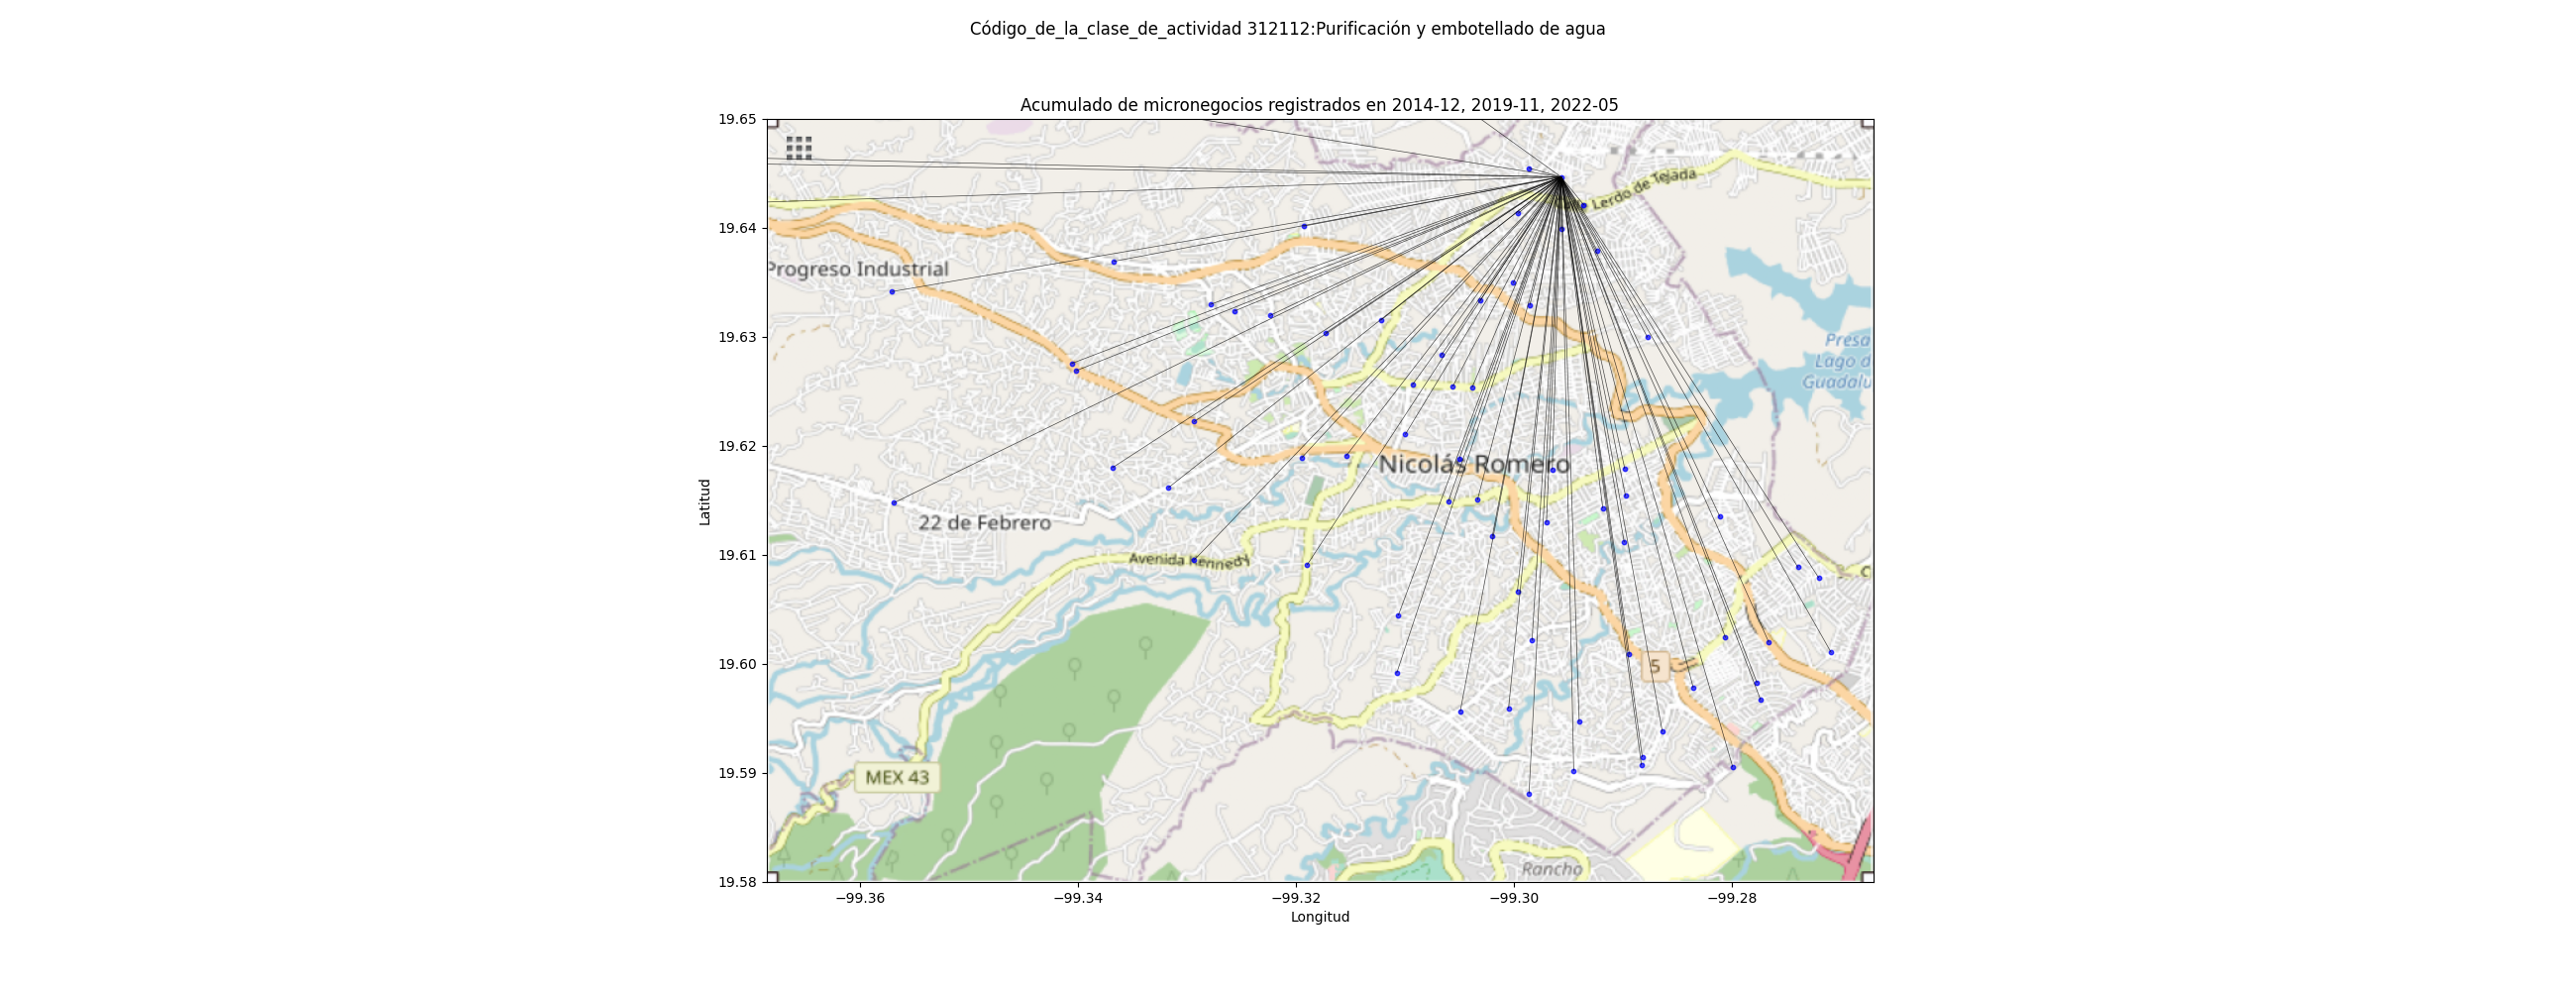 Código_de_la_clase_de_actividad 312112:Purificación y embotellado de agua
Acumulado de micronegocios registrados en 2014-12, 2019-11, 2022-05
19.65
19.64
19.63
19.62
19.61
19.60
19.59
19.58
Latitud
Lerdo de Tejada
Progreso Industrial
Presa
Lago d
Guadalu
Nicolás Romero
22 de Febrero
Avenida Kennedy
C
5
MEX 43
Rancho
−99.36
−99.34
−99.32
−99.30
−99.28
Longitud